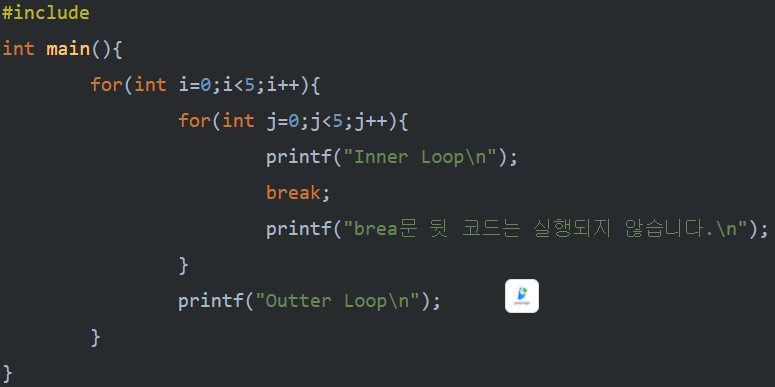 #include
int main(){
for(int i=0;i<5;i++){
for(int j=0;j<5;j++){
printf("Inner Loop\n");
break;
printf("brea문 뒷 코드는 실행되지 않습니다.\n");
}
printf("Outter Loop\n");
}
}